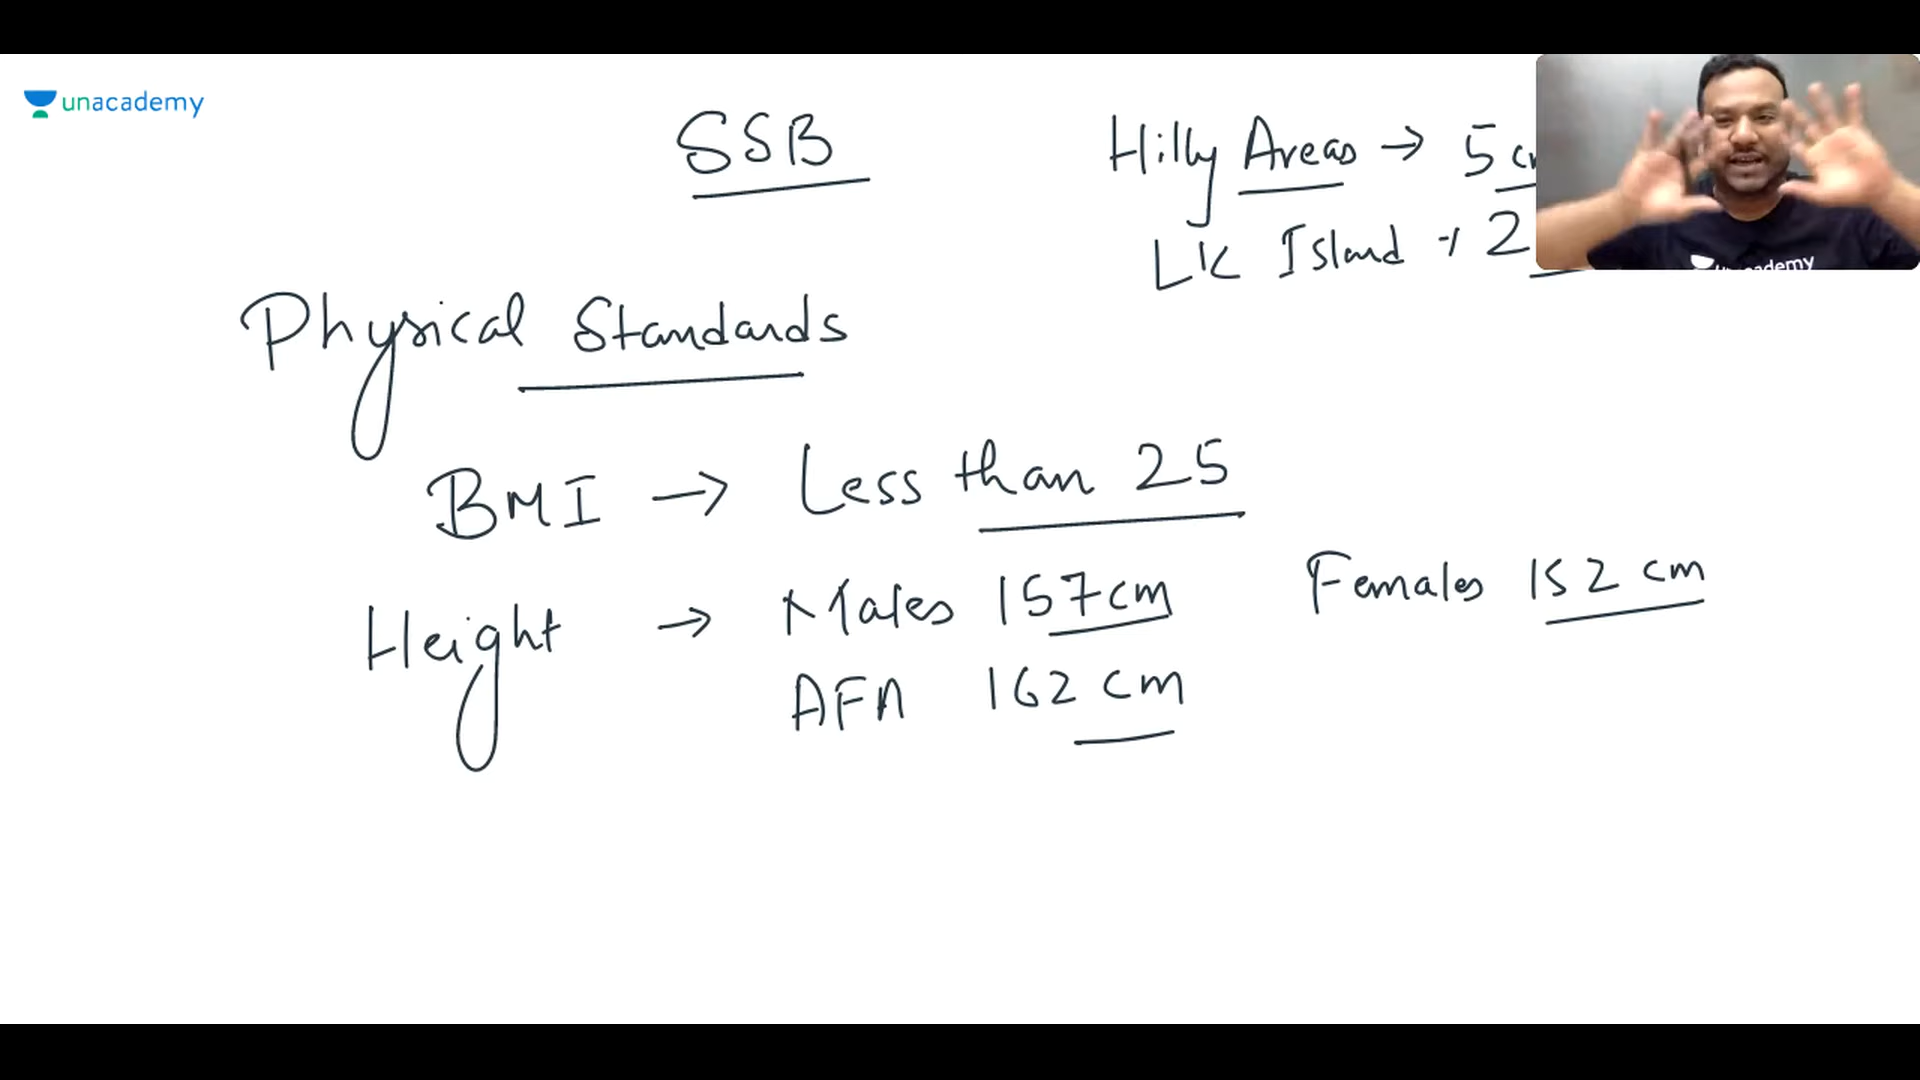 unacademy
SSB
Hilly Areas → 5 c
LK Island → 2
unacademy
Physical Standards
BMI → Less than 25
Height → Males 157cm Females 152 cm
AFA 162 cm